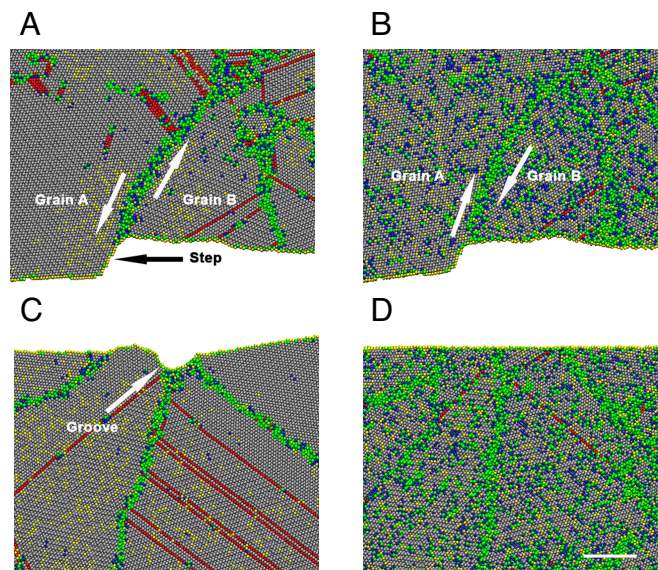 A
B
Grain A
Grain B
Step
Grain A
Grain B
C
D
Groove